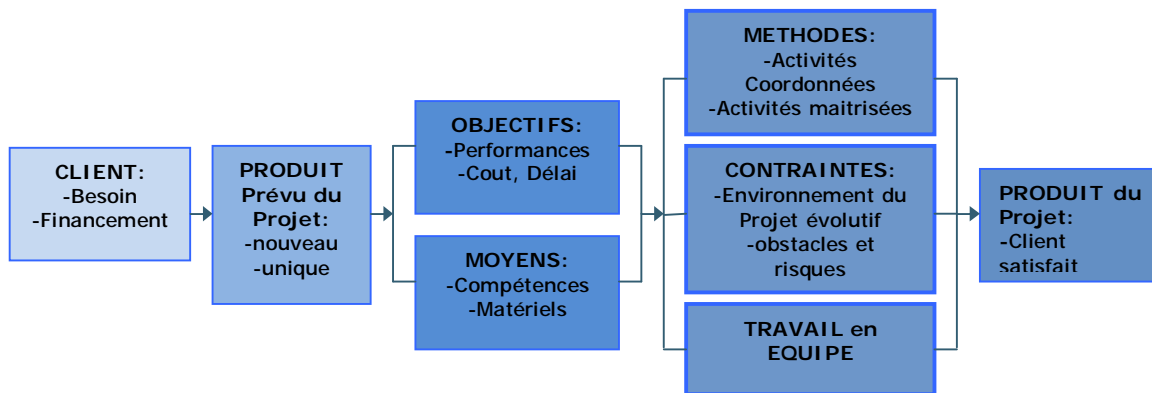 CLIENT:
-Besoin
-Financement
PRODUIT
Prévu du
Projet:
-nouveau
-unique
OBJECTIFS:
-Performances
-Cout, Délai
MOYENS:
-Compétences
-Matériels
METHODES:
-Activités
Coordonnées
-Activités maitrisées
CONTRAINTES:
-Environnement du
Projet évolutif
-obstacles et
risques
TRAVAIL en
EQUIPE
PRODUIT du
Projet:
-Client
satisfait